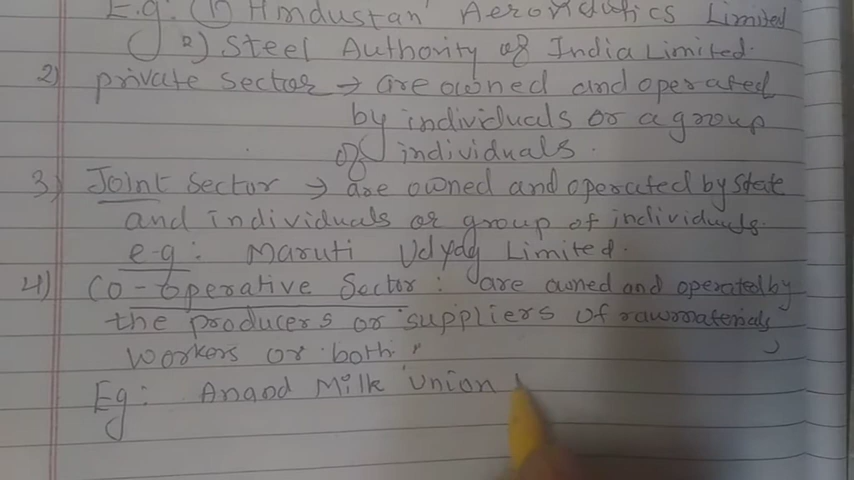 E.g: (1) Hindustan Aeronautics Limited
2) Steel Authority of India Limited.
2) private sector → are owned and operated
by individuals or a group
of individuals.
3) Joint sector → are owned and operated by state
and individuals or group of individuals.
e-g: Maruti Udyog Limited.
4) Co-operative Sector: are owned and operated by
the producers or suppliers of raw materials,
workers or both.
Eg: Anand Milk Union